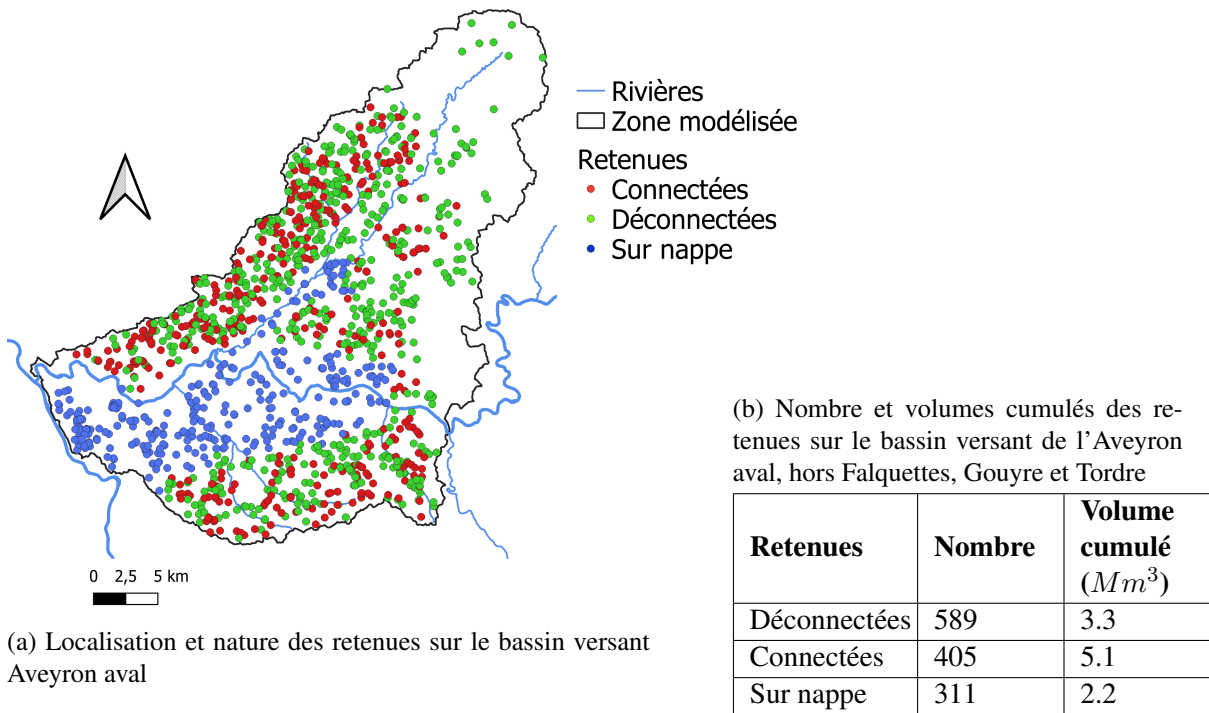 Rivières
Zone modélisée
Retenues
Connectées
Déconnectées
Sur nappe
0 2,5 5 km
(a) Localisation et nature des retenues sur le bassin versant
Aveyron aval
(b) Nombre et volumes cumulés des re-
tenues sur le bassin versant de l'Aveyron
aval, hors Falquettes, Gouyre et Tordre
Retenues Nombre Volume
cumulé
(Mm³)
Déconnectées 589 3.3
Connectées 405 5.1
Sur nappe 311 2.2